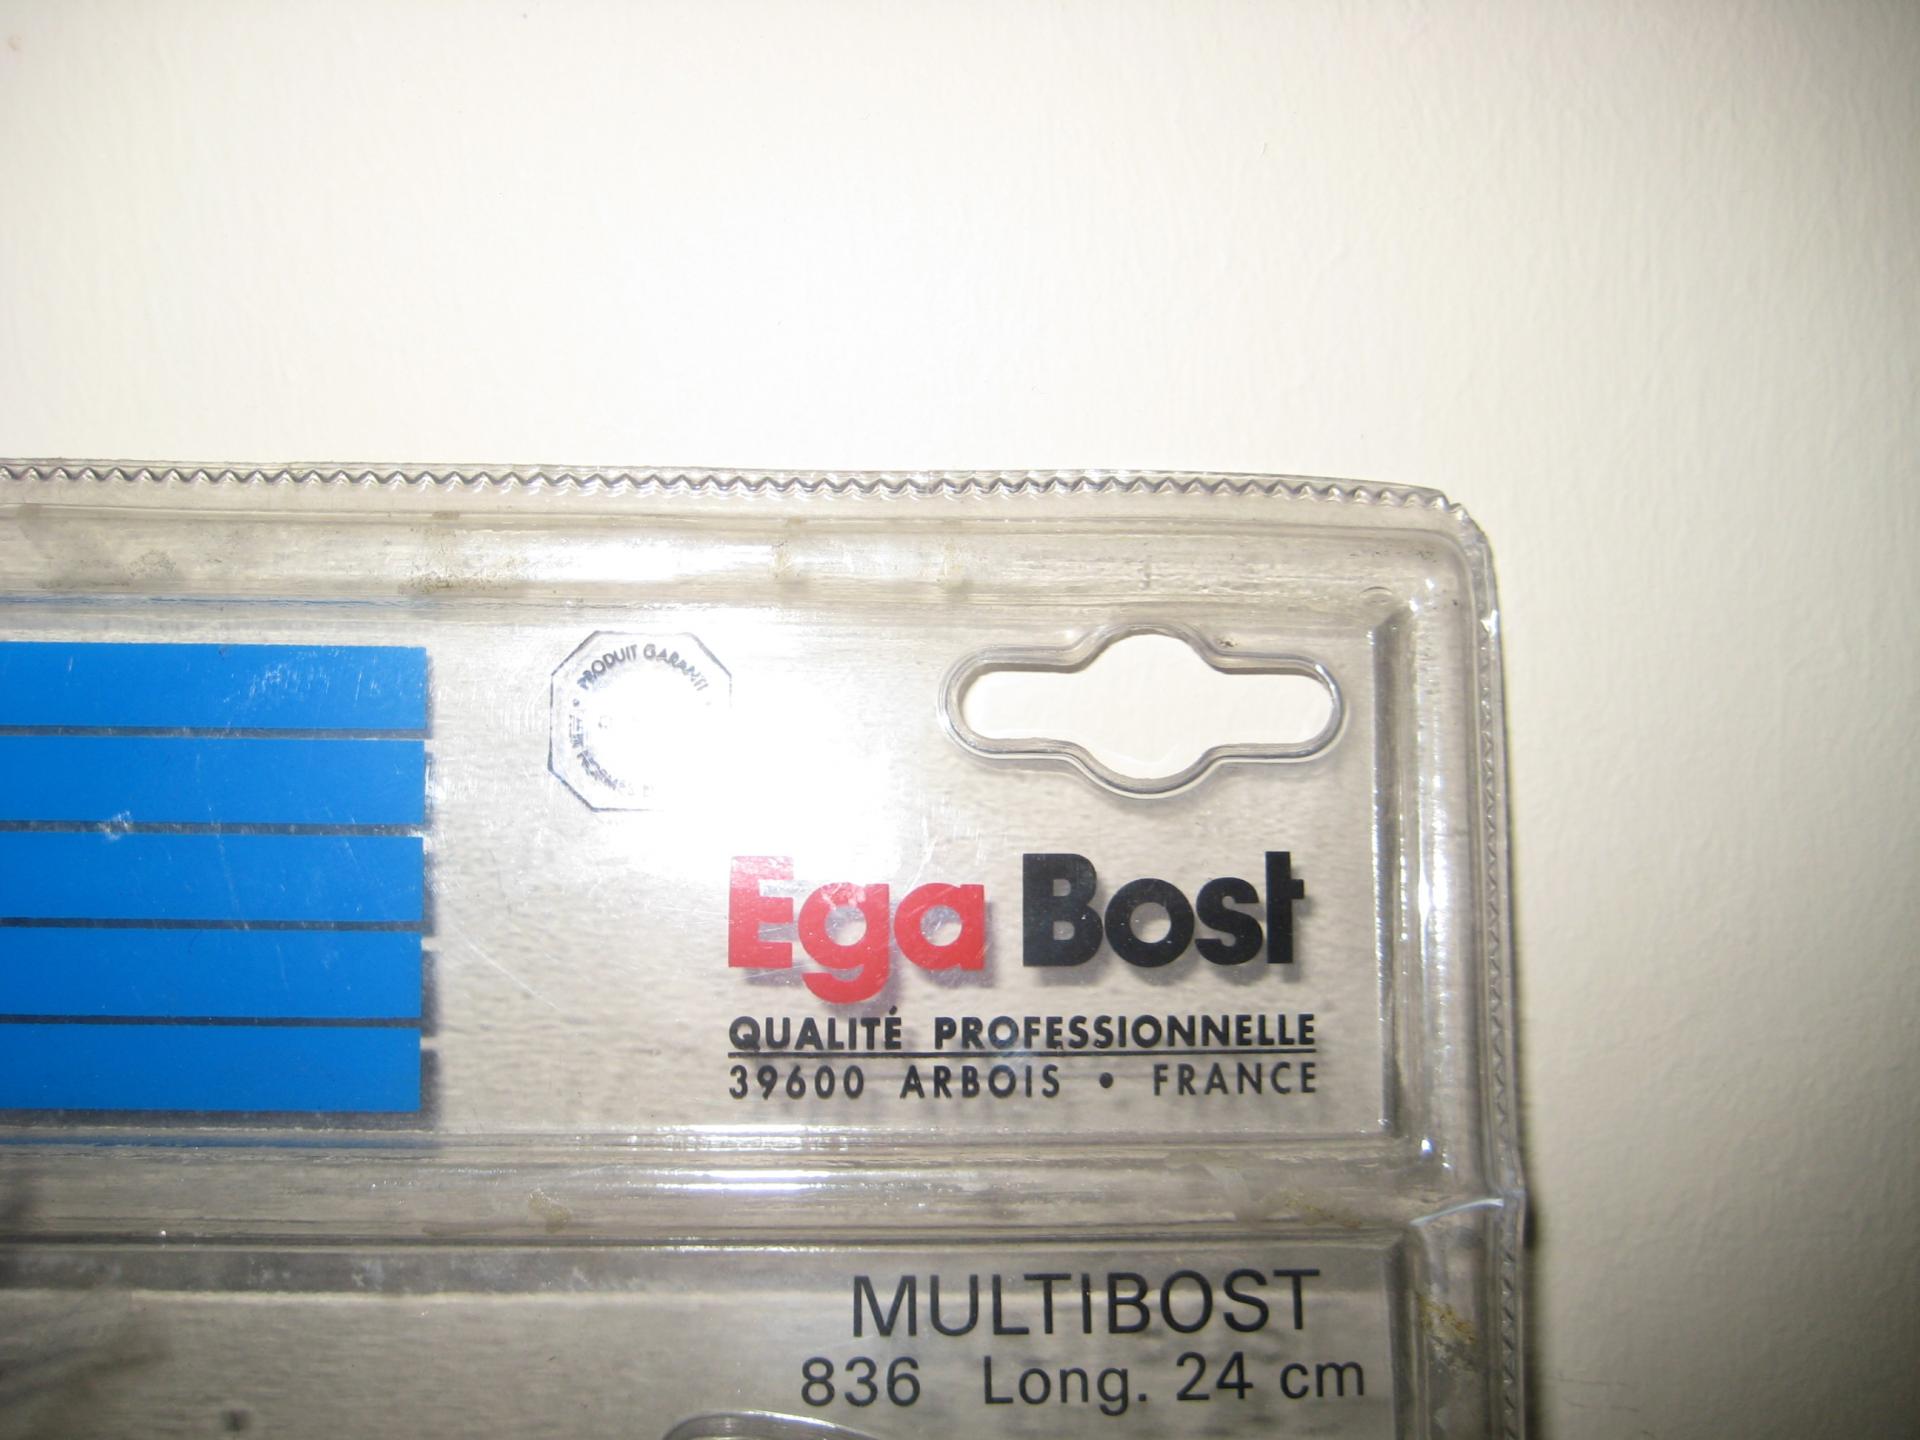 PRODUIT GARANTI
Ega Bost
QUALITÉ PROFESSIONNELLE
39600 ARBOIS • FRANCE
MULTIBOST
836 Long. 24 cm